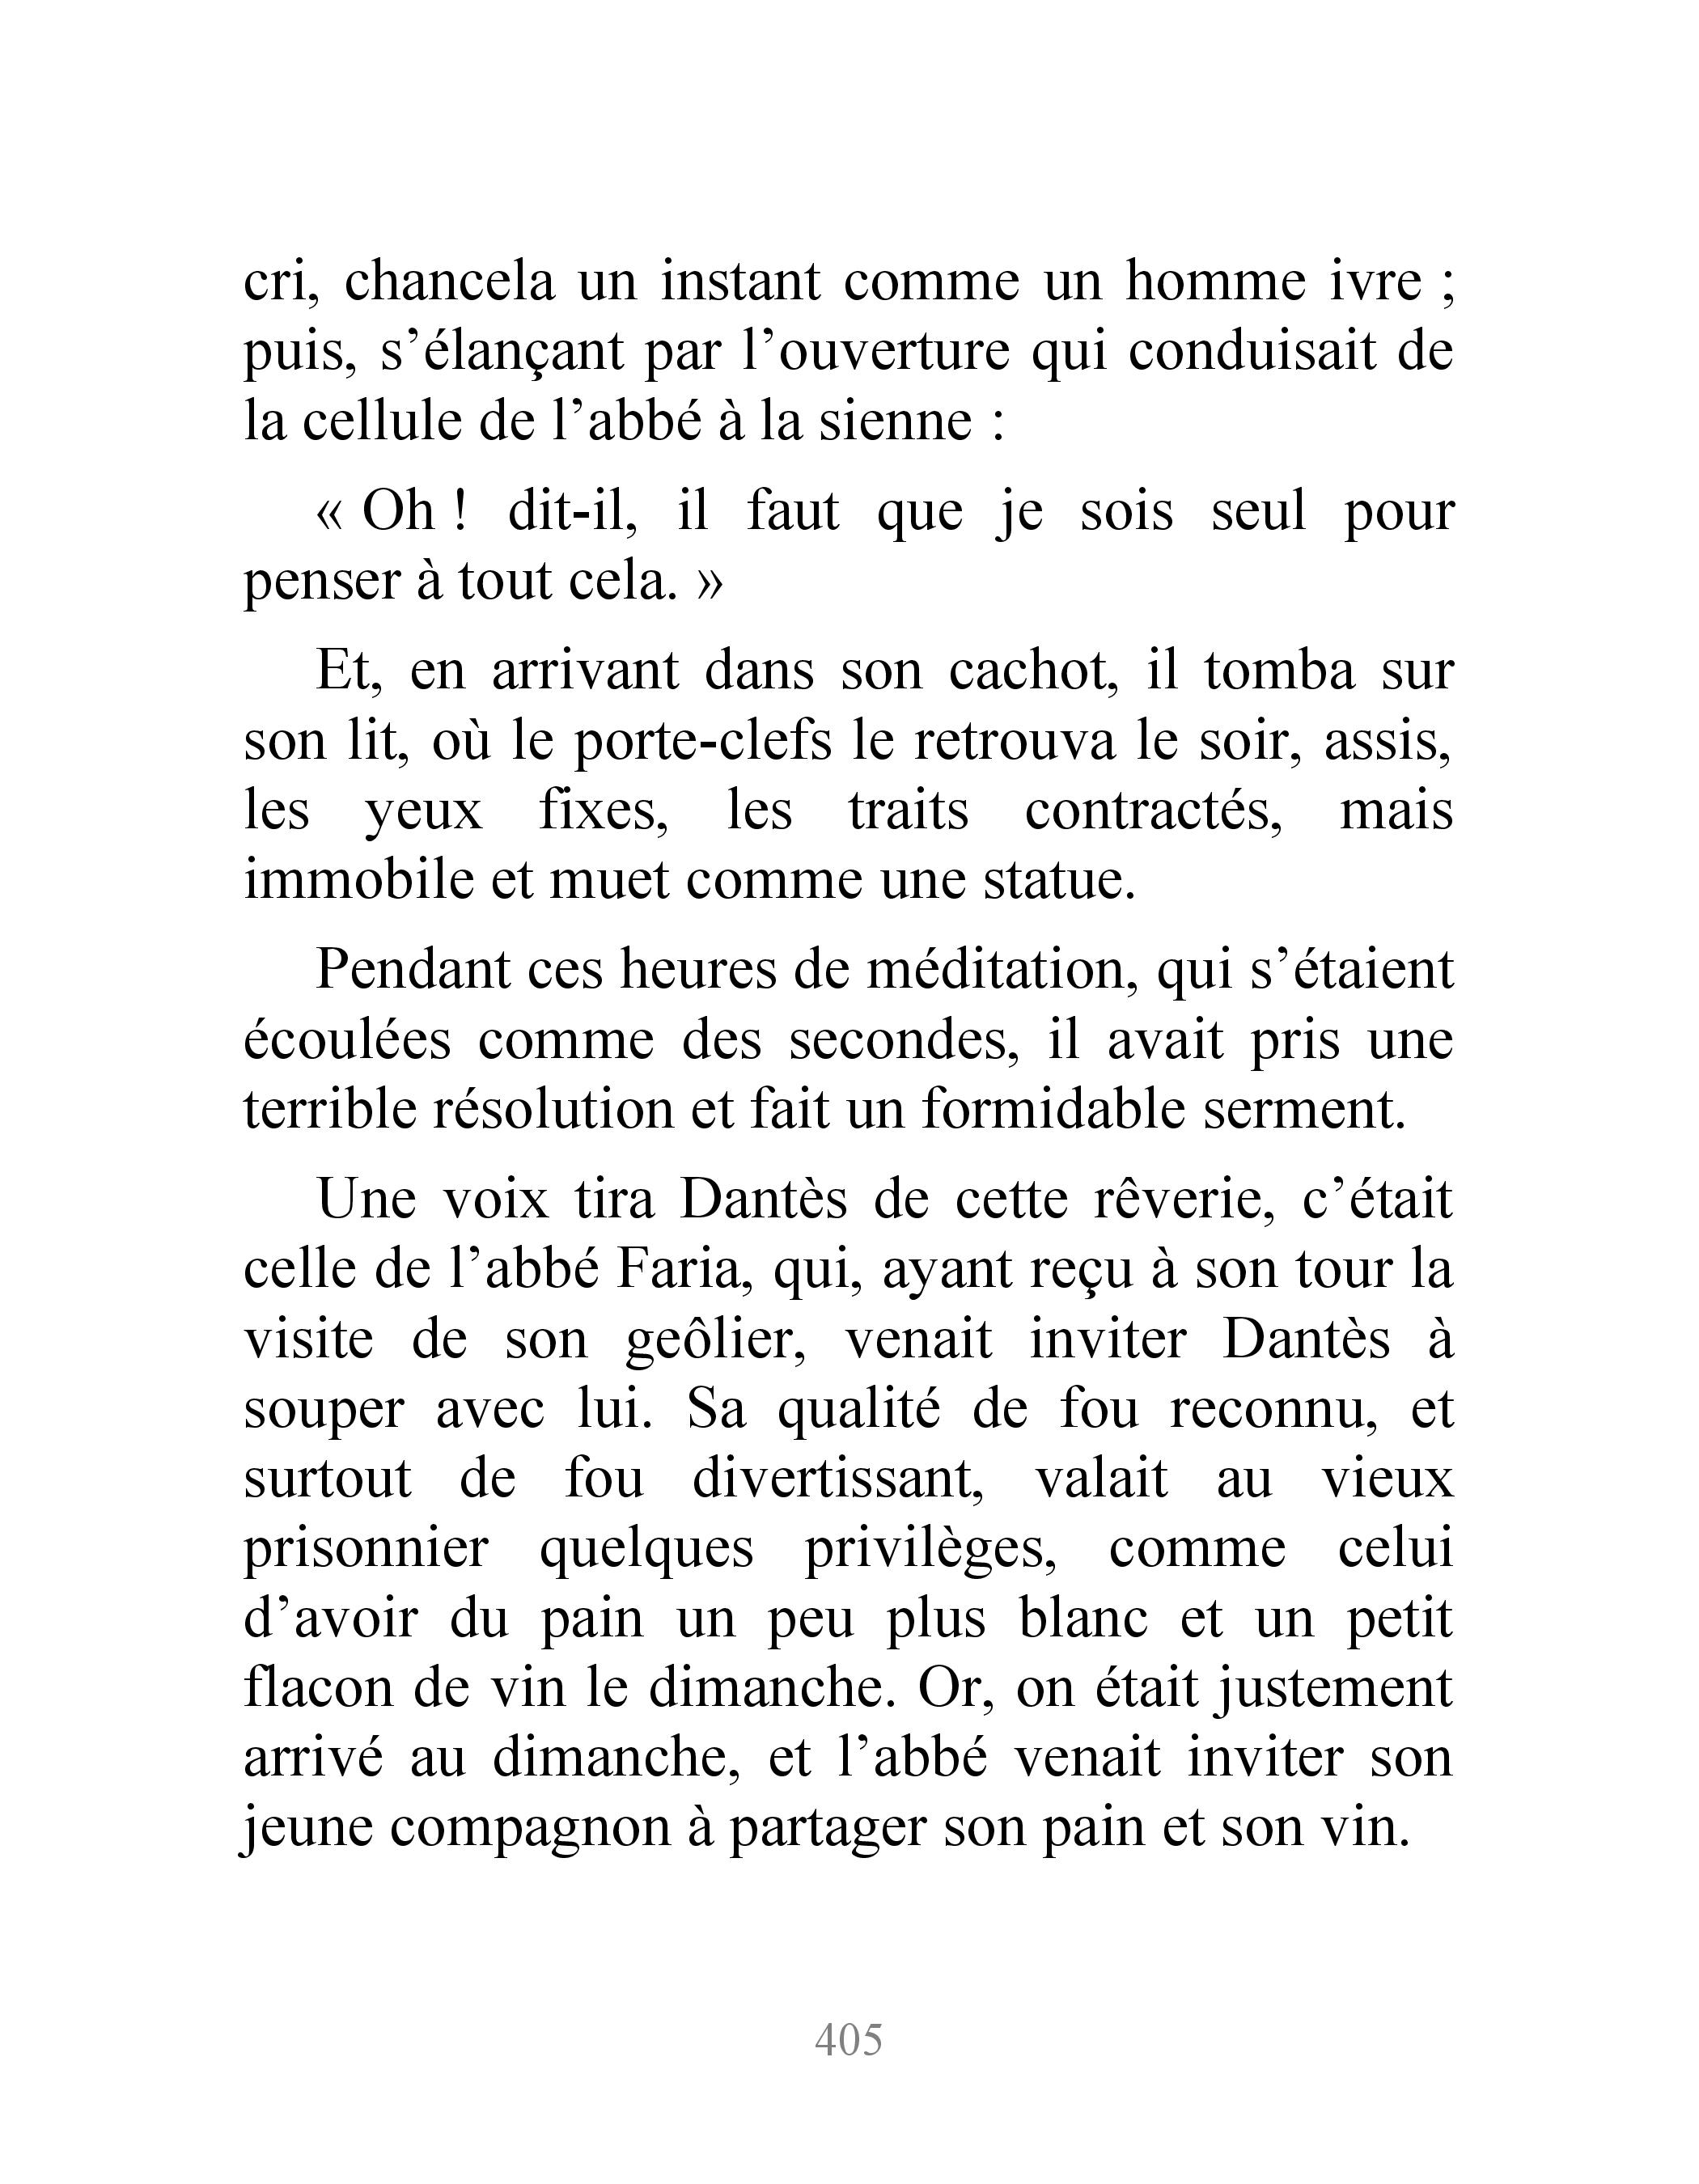 cri, chancela un instant comme un homme ivre ;
puis, s’élançant par l’ouverture qui conduisait de
la cellule de l’abbé à la sienne :
« Oh ! dit-il, il faut que je sois seul pour
penser à tout cela. »
Et, en arrivant dans son cachot, il tomba sur
son lit, où le porte-clefs le retrouva le soir, assis,
les yeux fixes, les traits contractés, mais
immobile et muet comme une statue.
Pendant ces heures de méditation, qui s’étaient
écoulées comme des secondes, il avait pris une
terrible résolution et fait un formidable serment.
Une voix tira Dantès de cette rêverie, c’était
celle de l’abbé Faria, qui, ayant reçu à son tour la
visite de son geôlier, venait inviter Dantès à
souper avec lui. Sa qualité de fou reconnu, et
surtout de fou divertissant, valait au vieux
prisonnier quelques privilèges, comme celui
d’avoir du pain un peu plus blanc et un petit
flacon de vin le dimanche. Or, on était justement
arrivé au dimanche, et l’abbé venait inviter son
jeune compagnon à partager son pain et son vin.
405